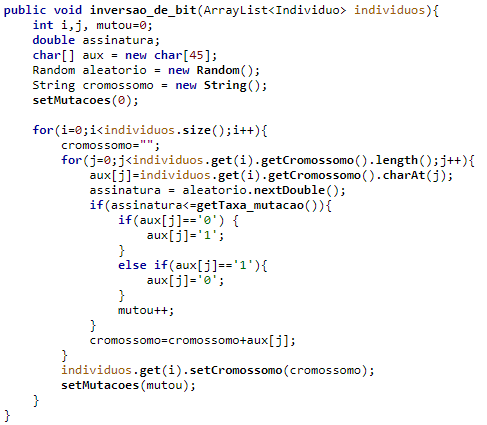 public void inversao_de_bit(ArrayList<Individuo> individuos){
    int i,j, mutou=0;
    double assinatura;
    char[] aux = new char[45];
    Random aleatorio = new Random();
    String cromossomo = new String();
    setMutacoes(0);

    for(i=0;i<individuos.size();i++){
        cromossomo="";
        for(j=0;j<individuos.get(i).getCromossomo().length();j++){
            aux[j]=individuos.get(i).getCromossomo().charAt(j);
            assinatura = aleatorio.nextDouble();
            if(assinatura<=getTaxa_mutacao()){
                if(aux[j]=='0') {
                    aux[j]='1';
                }
                else if(aux[j]=='1'){
                    aux[j]='0';
                }
                mutou++;
            }
            cromossomo=cromossomo+aux[j];
        }
        individuos.get(i).setCromossomo(cromossomo);
        setMutacoes(mutou);
    }
}